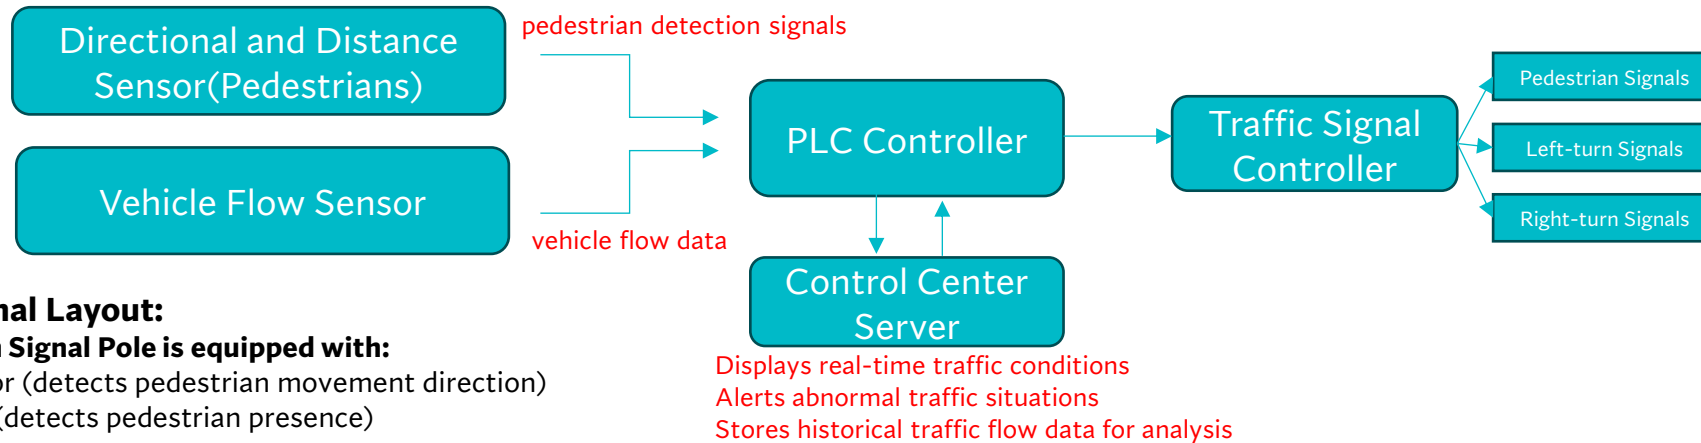 Directional and Distance
Sensor(Pedestrians)
pedestrian detection signals
Vehicle Flow Sensor
vehicle flow data
PLC Controller
Traffic Signal
Controller
Pedestrian Signals
Left-turn Signals
Right-turn Signals
Control Center
Server
Displays real-time traffic conditions
Alerts abnormal traffic situations
Stores historical traffic flow data for analysis
Layout:
Signal Pole is equipped with:
(detects pedestrian movement direction)
(detects pedestrian presence)